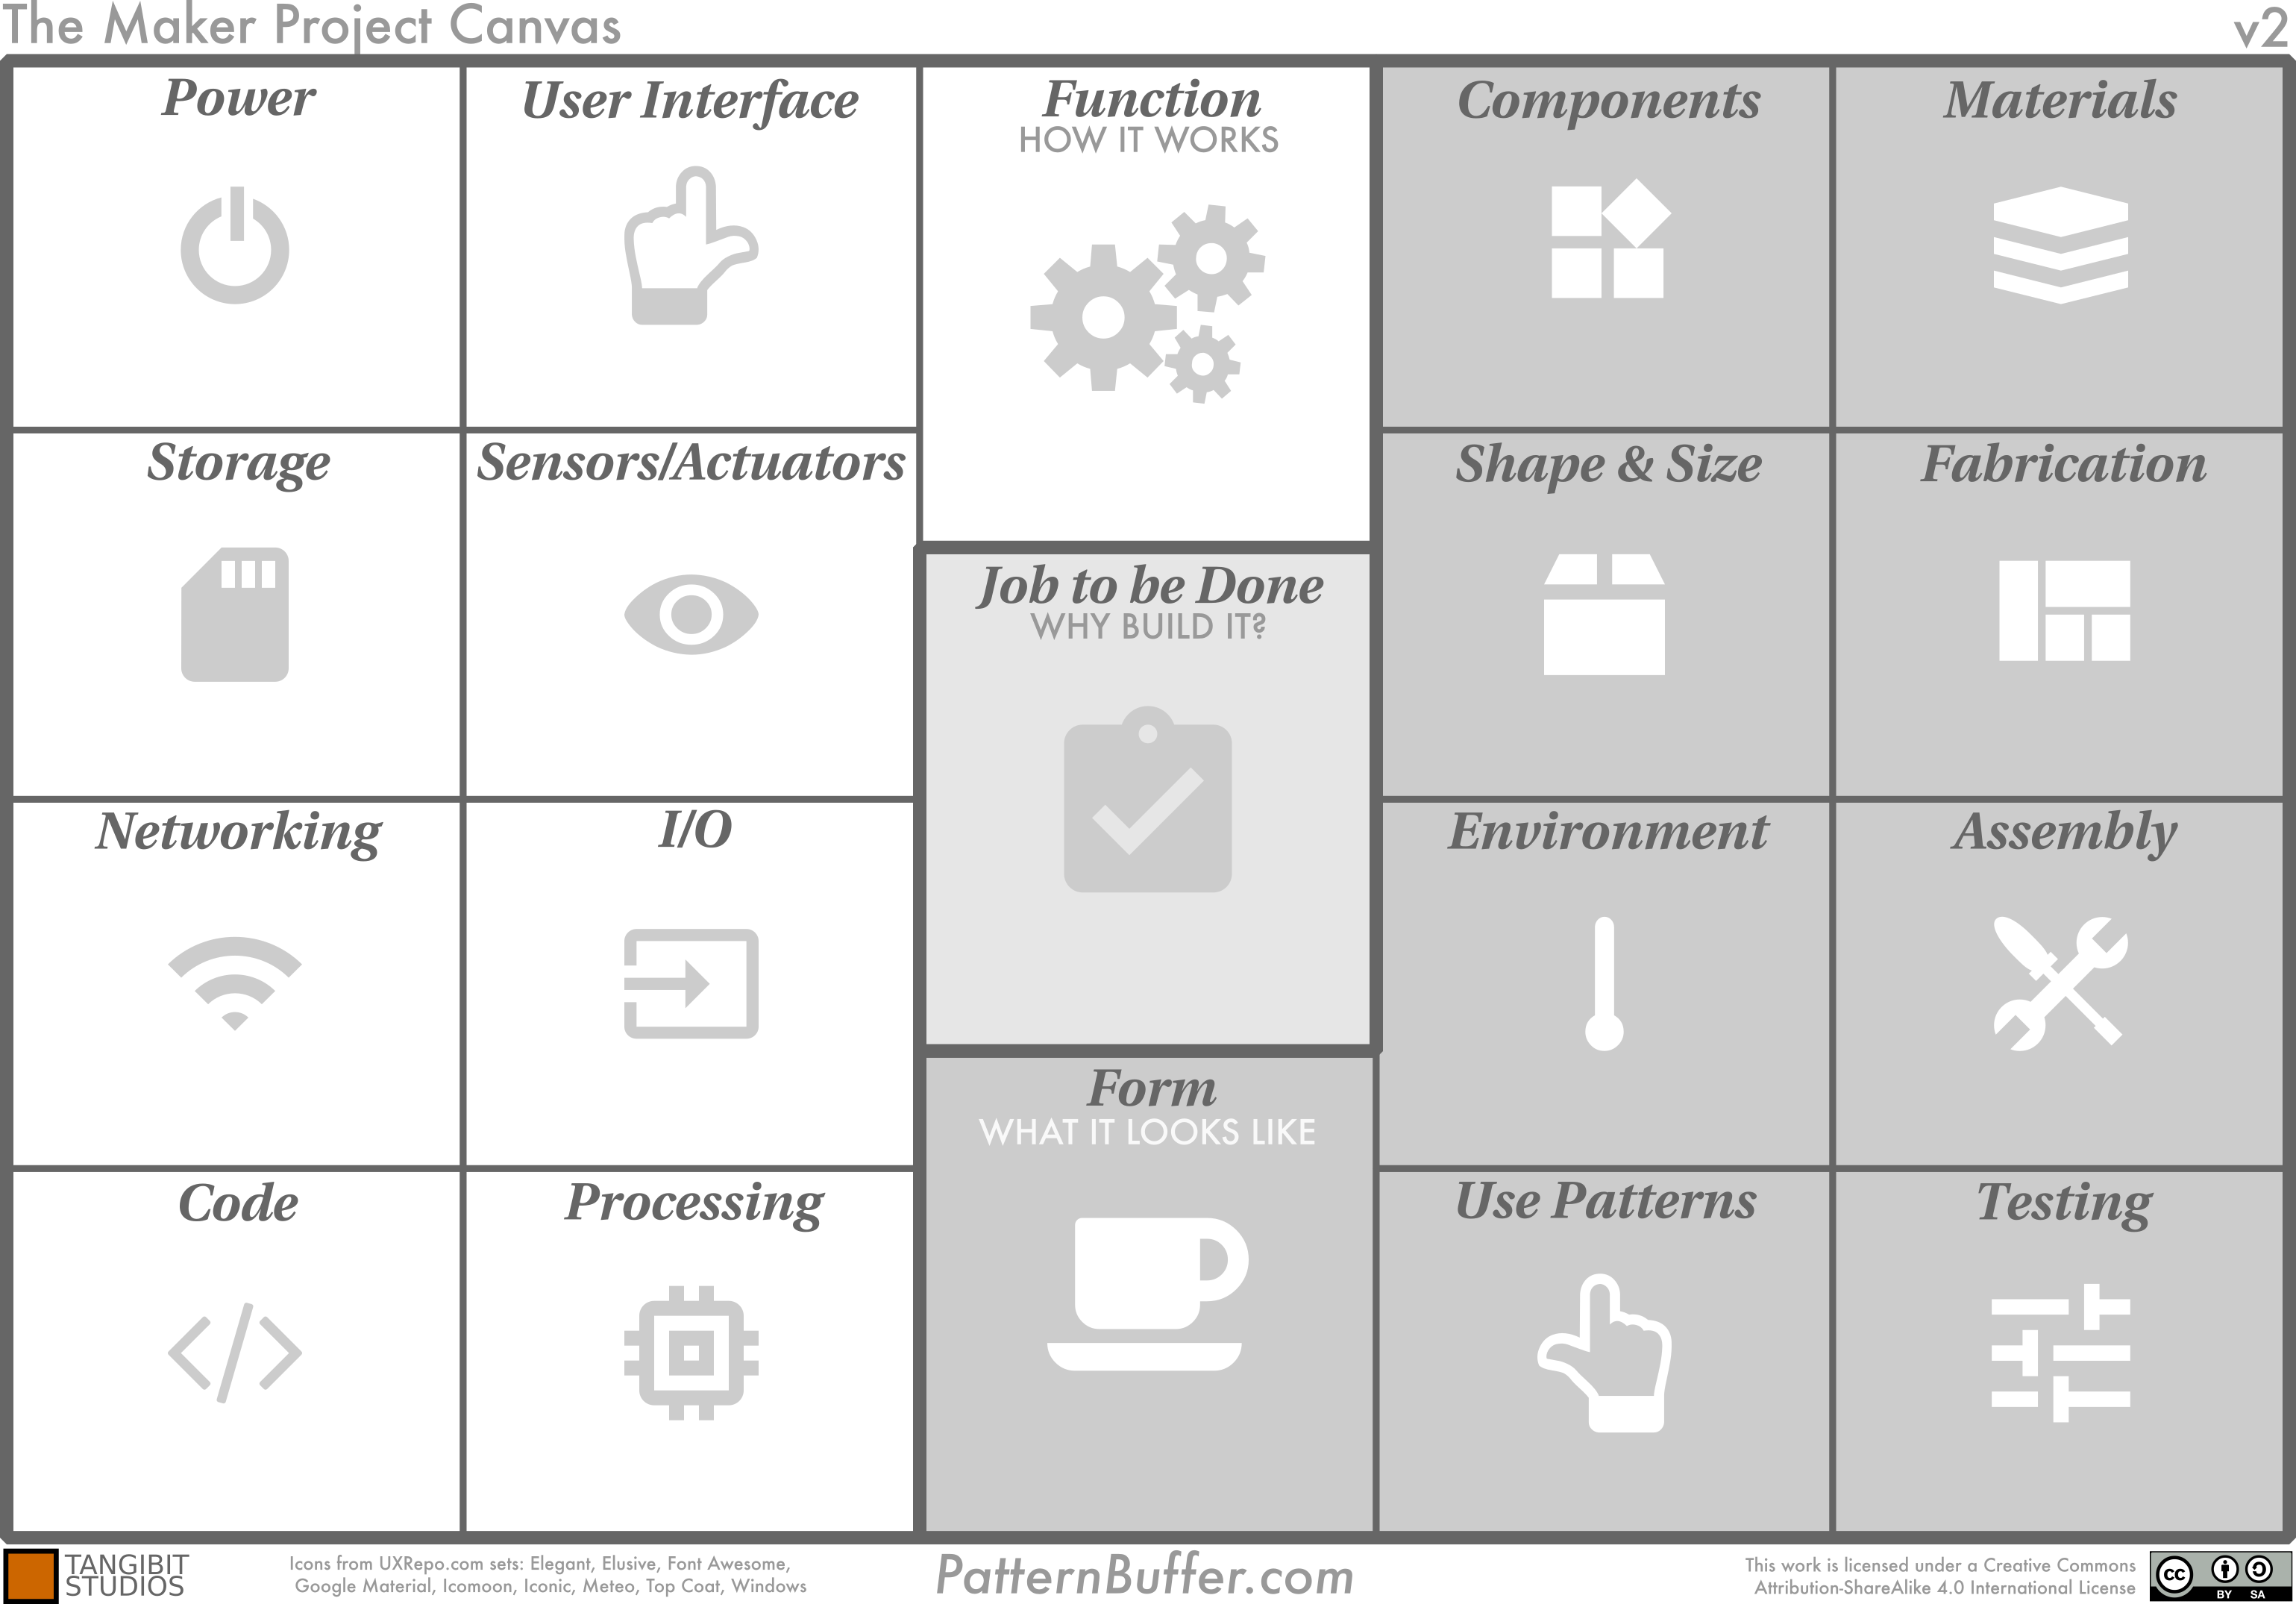 The Maker Project Canvas
v2
Power
User Interface
Function
HOW IT WORKS
Components
Materials
Storage
Sensors/Actuators
Job to be Done
WHY BUILD IT?
Shape & Size
Fabrication
Networking
I/O
Environment
Assembly
Form
WHAT IT LOOKS LIKE
Code
Processing
Use Patterns
Testing
TANGIBIT
STUDIOS
Icons from UXRepo.com sets: Elegant, Elusive, Font Awesome,
Google Material, Icomoon, Iconic, Meteo, Top Coat, Windows
PatternBuffer.com
This work is licensed under a Creative Commons
Attribution-ShareAlike 4.0 International License
cc
BY SA